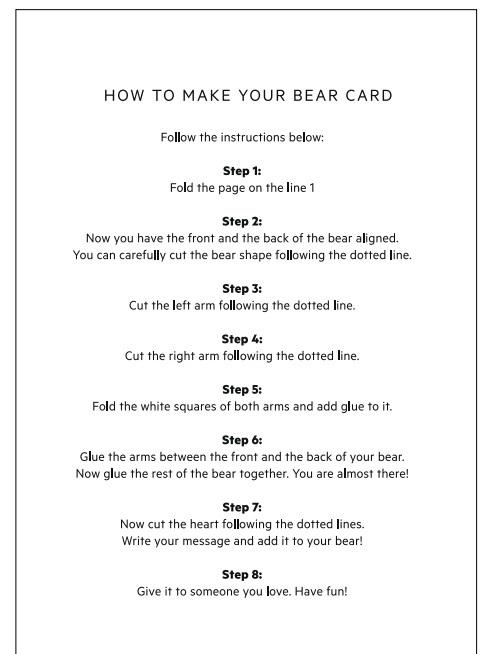 HOW TO MAKE YOUR BEAR CARD
Follow the instructions below:
Step 1:
Fold the page on the line 1
Step 2:
Now you have the front and the back of the bear aligned.
You can carefully cut the bear shape following the dotted line.
Step 3:
Cut the left arm following the dotted line.
Step 4:
Cut the right arm following the dotted line.
Step 5:
Fold the white squares of both arms and add glue to it.
Step 6:
Glue the arms between the front and the back of your bear.
Now glue the rest of the bear together. You are almost there!
Step 7:
Now cut the heart following the dotted lines.
Write your message and add it to your bear!
Step 8:
Give it to someone you love. Have fun!